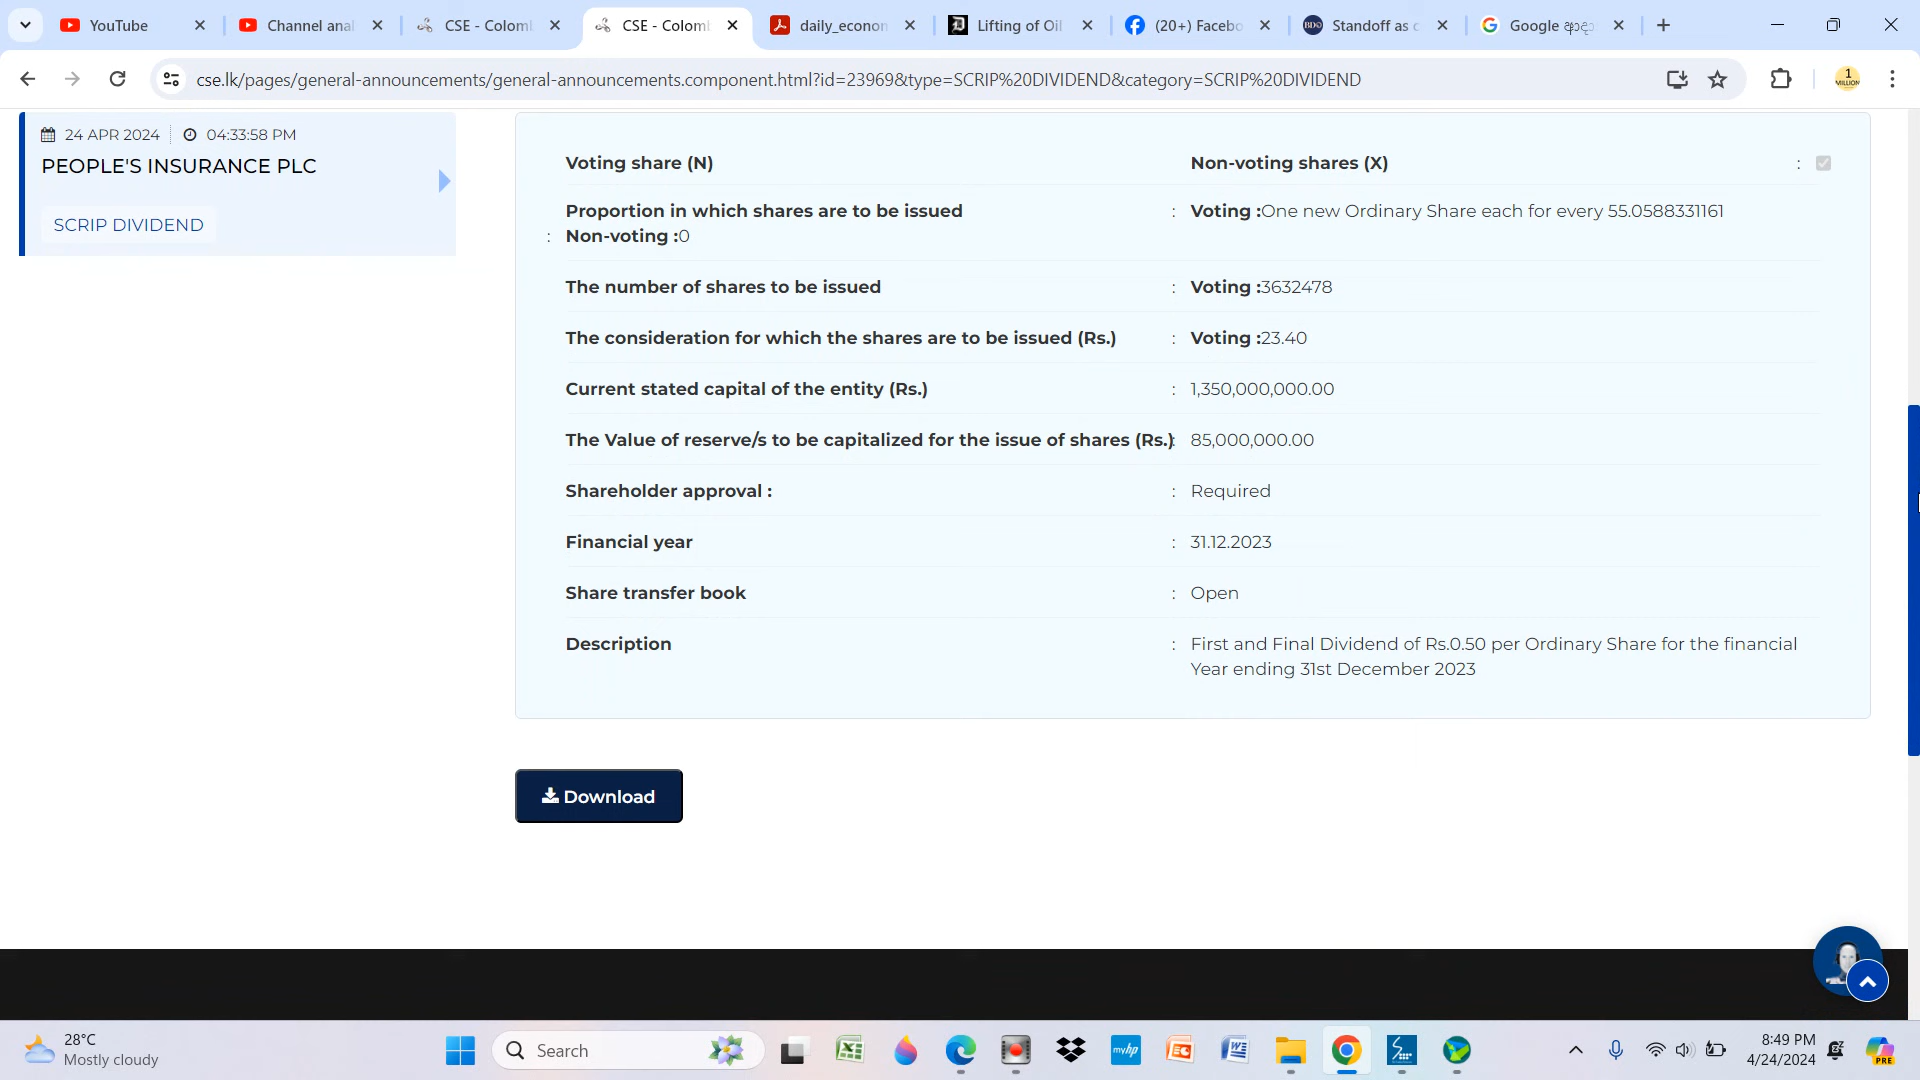 YouTube
Channel anal
CSE - Colomb
CSE - Colomb
daily_econon
Lifting of Oil
(20+) Facebo
Standoff as c
Google ආදා
cse.lk/pages/general-announcements/general-announcements.component.html?id=23969&type=SCRIP%20DIVIDEND&category=SCRIP%20DIVIDEND
24 APR 2024 04:33:58 PM
PEOPLE'S INSURANCE PLC
SCRIP DIVIDEND
Voting share (N) Non-voting shares (X) :
Proportion in which shares are to be issued : Voting :One new Ordinary Share each for every 55.0588331161
: Non-voting :0
The number of shares to be issued : Voting :3632478
The consideration for which the shares are to be issued (Rs.) : Voting :23.40
Current stated capital of the entity (Rs.) : 1,350,000,000.00
The Value of reserve/s to be capitalized for the issue of shares (Rs.) : 85,000,000.00
Shareholder approval : : Required
Financial year : 31.12.2023
Share transfer book : Open
Description : First and Final Dividend of Rs.0.50 per Ordinary Share for the financial
Year ending 31st December 2023
Download
28°C
Mostly cloudy
Search
8:49 PM
4/24/2024